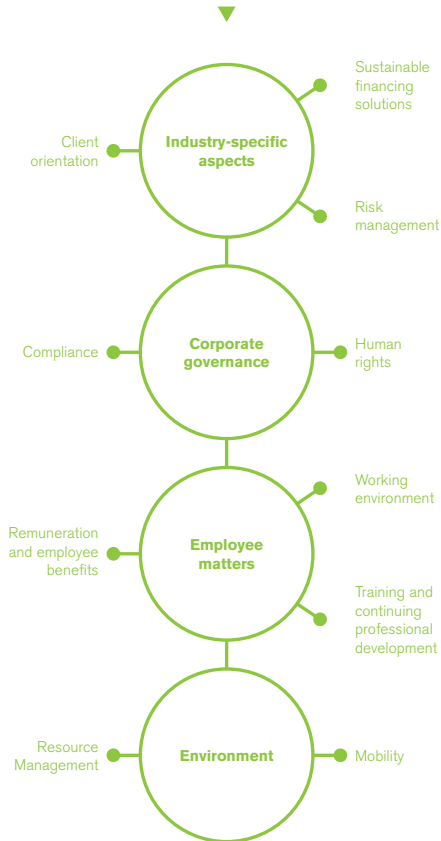 Sustainable
financing
solutions
Client
orientation
Industry-specific
aspects
Risk
management
Compliance
Corporate
governance
Human
rights
Working
environment
Remuneration
and employee
benefits
Employee
matters
Training and
continuing
professional
development
Resource
Management
Environment
Mobility